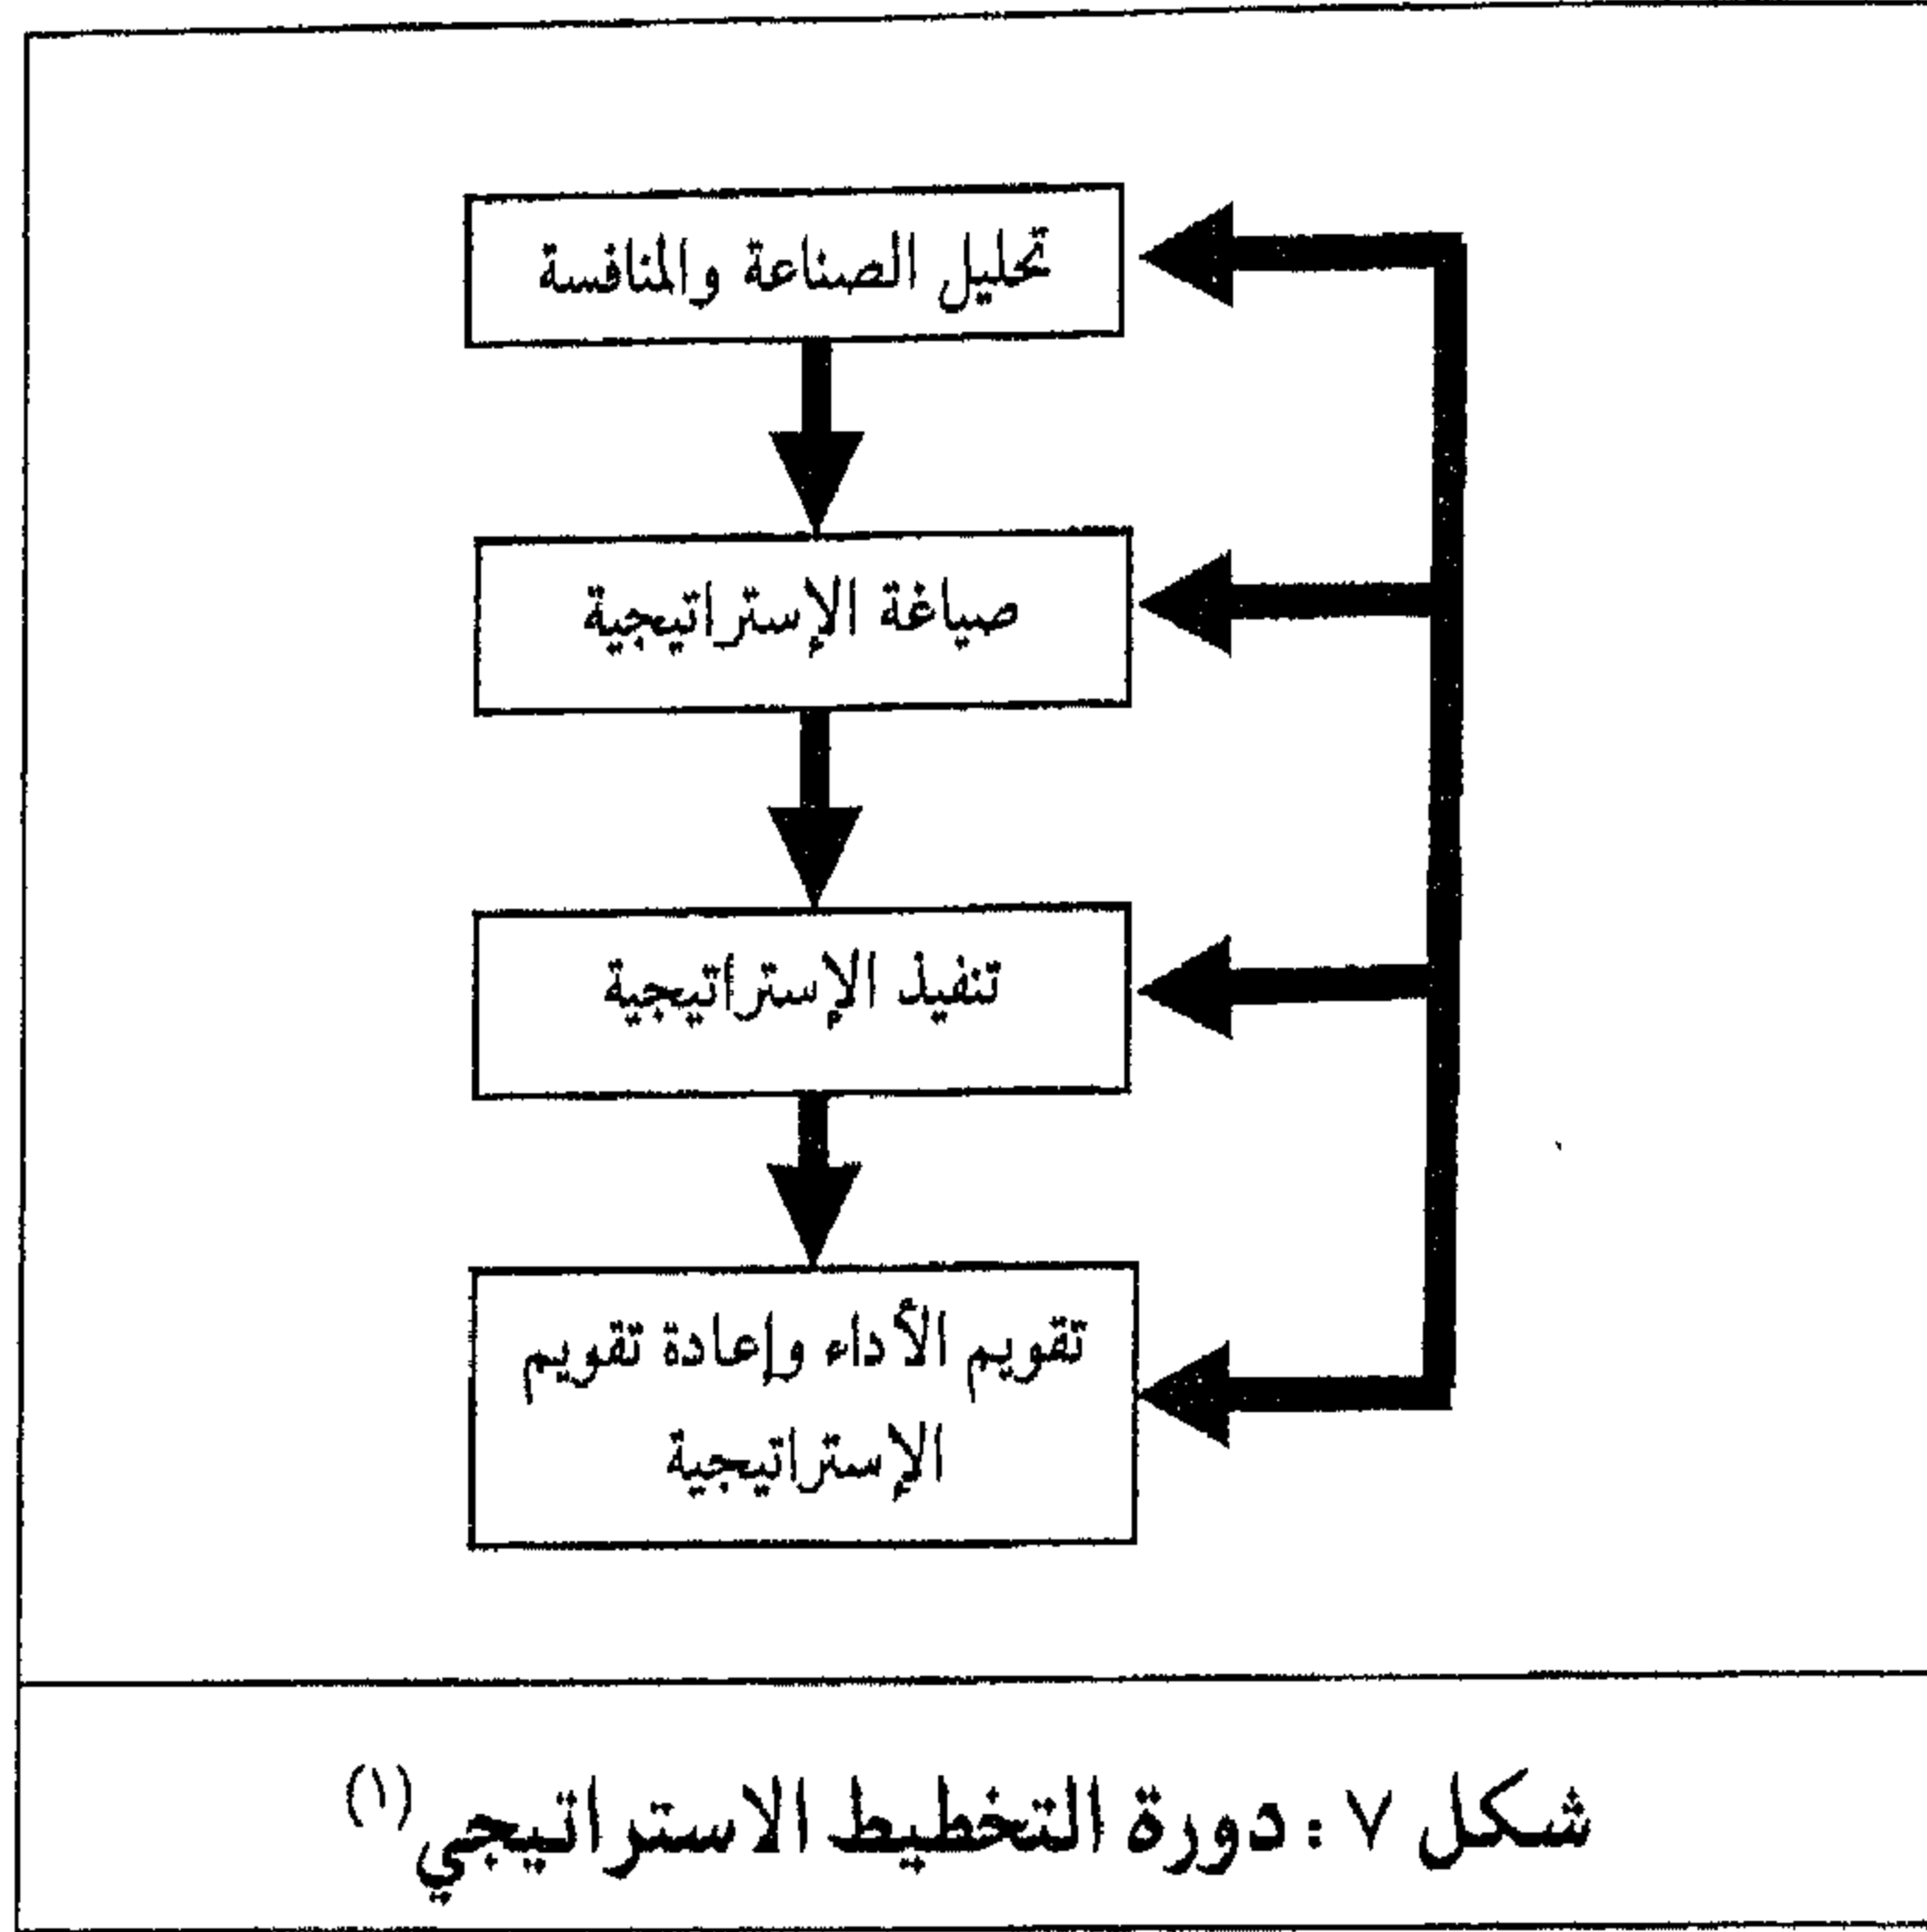 تحليل الصناعة والمنافسة
صياغة الإستراتيجية
تنفيذ الإستراتيجية
تقويم الأداء وإعادة تقويم
الإستراتيجية
شكل ٧ : دورة التخطيط الاستراتيجي (١)